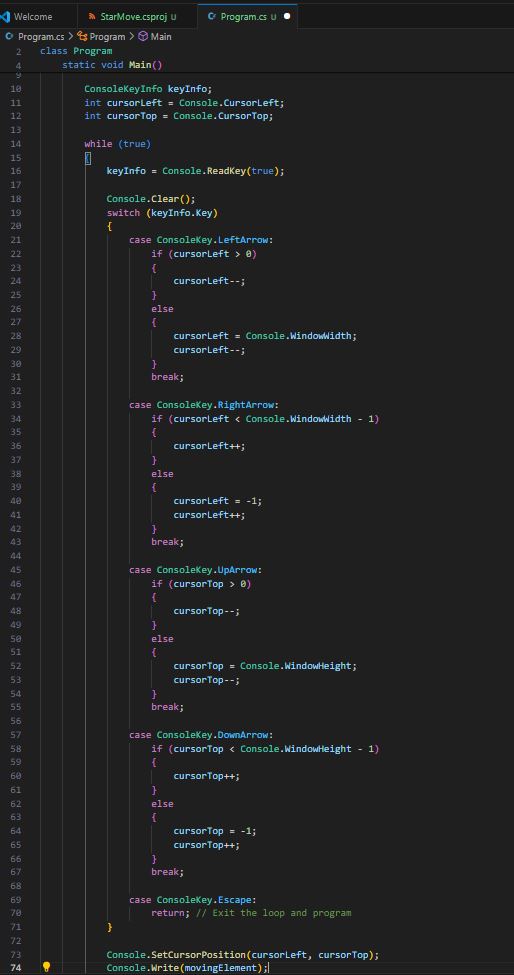 Welcome StarMove.csproj U Program.cs U
Program.cs > Program > Main
2 class Program
4 static void Main()
9
10 ConsoleKeyInfo keyInfo;
11 int cursorLeft = Console.CursorLeft;
12 int cursorTop = Console.CursorTop;
13
14 while (true)
15 {
16 keyInfo = Console.ReadKey(true);
17
18 Console.Clear();
19 switch (keyInfo.Key)
20 {
21 case ConsoleKey.LeftArrow:
22 if (cursorLeft > 0)
23 {
24 cursorLeft--;
25 }
26 else
27 {
28 cursorLeft = Console.WindowWidth;
29 cursorLeft--;
30 }
31 break;
32
33 case ConsoleKey.RightArrow:
34 if (cursorLeft < Console.WindowWidth - 1)
35 {
36 cursorLeft++;
37 }
38 else
39 {
40 cursorLeft = -1;
41 cursorLeft++;
42 }
43 break;
44
45 case ConsoleKey.UpArrow:
46 if (cursorTop > 0)
47 {
48 cursorTop--;
49 }
50 else
51 {
52 cursorTop = Console.WindowHeight;
53 cursorTop--;
54 }
55 break;
56
57 case ConsoleKey.DownArrow:
58 if (cursorTop < Console.WindowHeight - 1)
59 {
60 cursorTop++;
61 }
62 else
63 {
64 cursorTop = -1;
65 cursorTop++;
66 }
67 break;
68
69 case ConsoleKey.Escape:
70 return; // Exit the loop and program
71 }
72
73 Console.SetCursorPosition(cursorLeft, cursorTop);
74 Console.Write(movingElement);